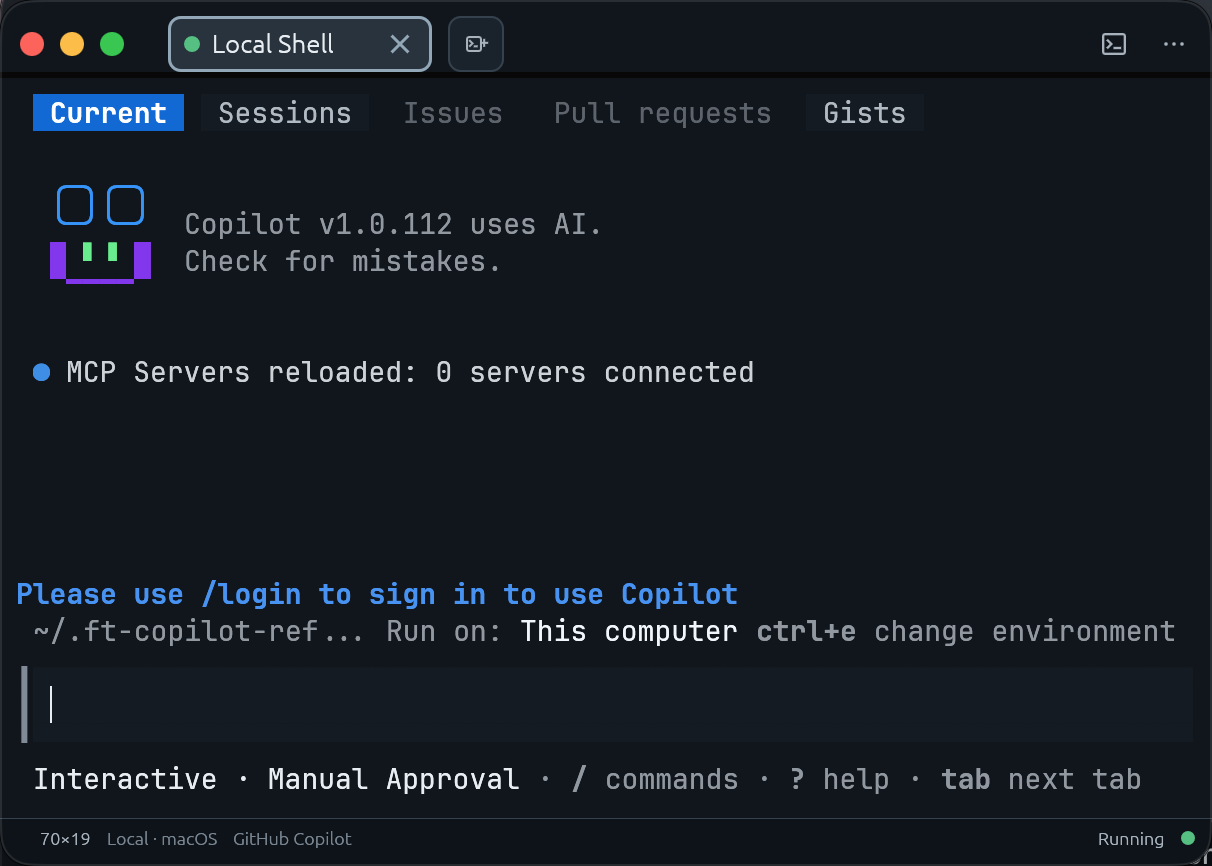 Local Shell
Current Sessions Issues Pull requests Gists
Copilot v1.0.112 uses AI.
Check for mistakes.
● MCP Servers reloaded: 0 servers connected
Please use /login to sign in to use Copilot
~/.ft-copilot-ref... Run on: This computer ctrl+e change environment
Interactive · Manual Approval · / commands · ? help · tab next tab
70×19 Local · macOS GitHub Copilot Running